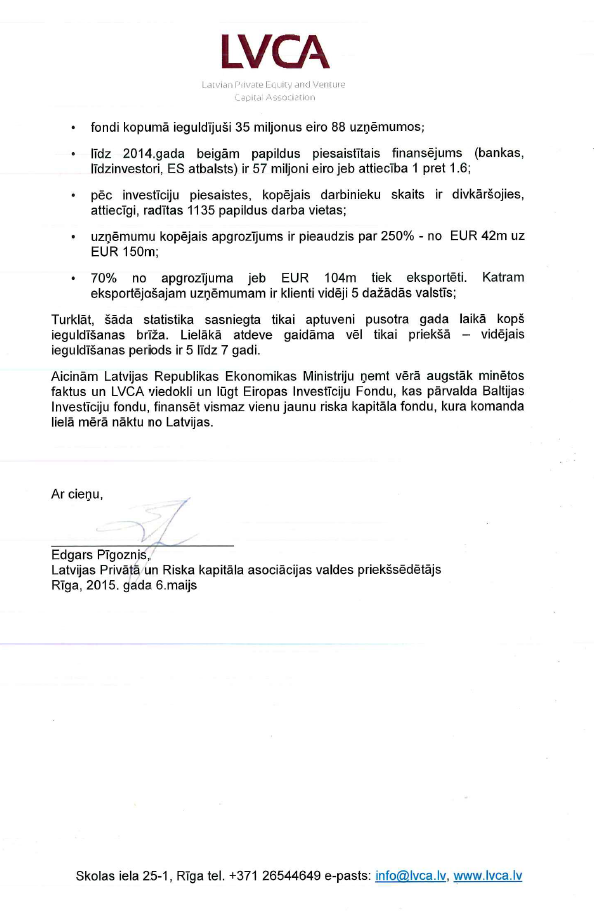 LVCA
Latvian Private Equity and Venture
Capital Association
• fondi kopumā ieguldījuši 35 miljonus eiro 88 uzņēmumos;
• līdz 2014.gada beigām papildus piesaistītais finansējums (bankas,
līdzinvestori, ES atbalsts) ir 57 miljoni eiro jeb attiecība 1 pret 1.6;
• pēc investīciju piesaistes, kopējais darbinieku skaits ir divkāršojies,
attiecīgi, radītas 1135 papildus darba vietas;
• uzņēmumu kopējais apgrozījums ir pieaudzis par 250% - no EUR 42m uz
EUR 150m;
• 70% no apgrozījuma jeb EUR 104m tiek eksportēti. Katram
eksportējošajam uzņēmumam ir klienti vidēji 5 dažādās valstīs;
Turklāt, šāda statistika sasniegta tikai aptuveni pusotra gada laikā kopš
ieguldīšanas brīža. Lielākā atdeve gaidāma vēl tikai priekšā – vidējais
ieguldīšanas periods ir 5 līdz 7 gadi.
Aicinām Latvijas Republikas Ekonomikas Ministriju ņemt vērā augstāk minētos
faktus un LVCA viedokli un lūgt Eiropas Investīciju Fondu, kas pārvalda Baltijas
Investīciju fondu, finansēt vismaz vienu jaunu riska kapitāla fondu, kura komanda
lielā mērā nāktu no Latvijas.
Ar cieņu,
Edgars Pīgoznis,
Latvijas Privātā un Riska kapitāla asociācijas valdes priekšsēdētājs
Rīga, 2015. gada 6.maijs
Skolas iela 25-1, Rīga tel. +371 26544649 e-pasts: info@lvca.lv, www.lvca.lv